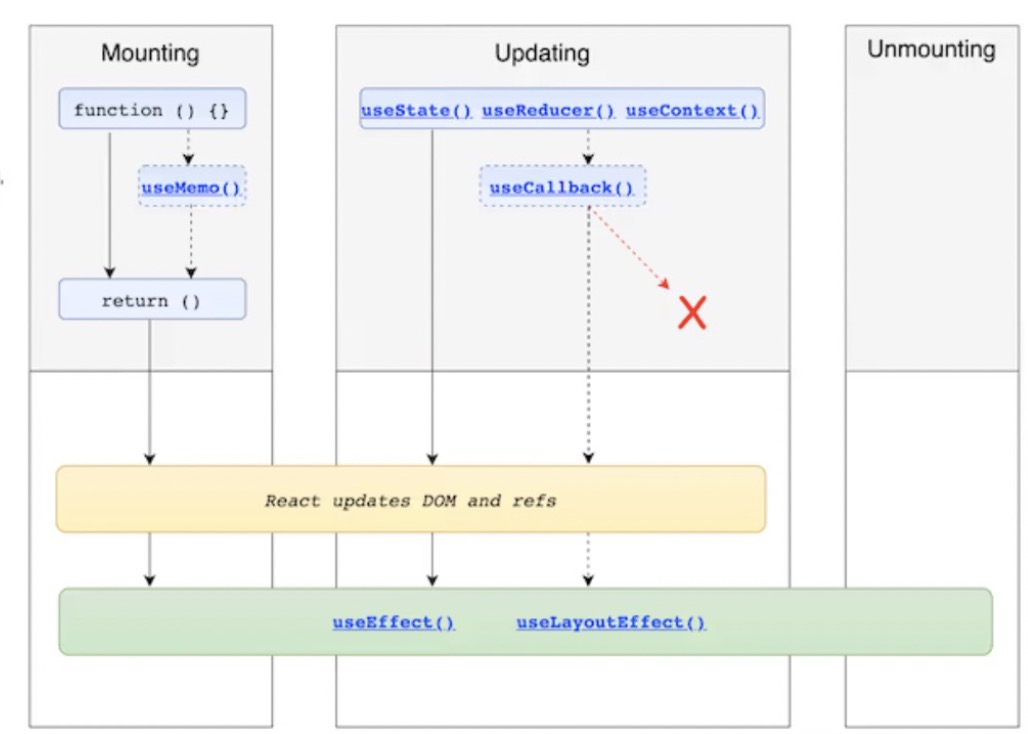 Mounting
Updating
Unmounting
function () {}
useState() useReducer() useContext()
useMemo()
useCallback()
return ()
React updates DOM and refs
useEffect() useLayoutEffect()